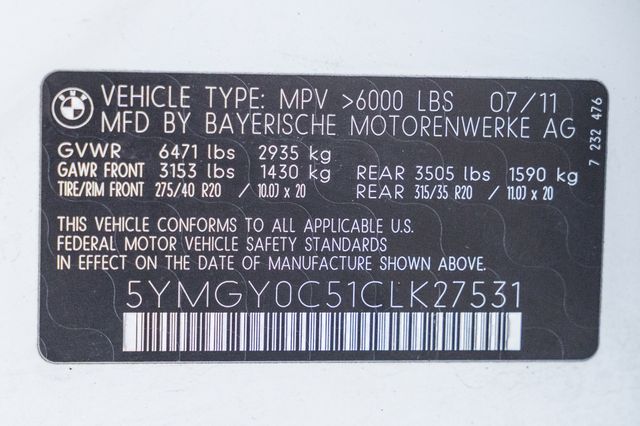 BMW VEHICLE TYPE: MPV >6000 LBS 07/11
MFD BY BAYERISCHE MOTORENWERKE AG
GVWR 6471 lbs 2935 kg
GAWR FRONT 3153 lbs 1430 kg REAR 3505 lbs 1590 kg
TIRE/RIM FRONT 275/40 R20 / 10.0J x 20 REAR 315/35 R20 / 11.0J x 20
THIS VEHICLE CONFORMS TO ALL APPLICABLE U.S.
FEDERAL MOTOR VEHICLE SAFETY STANDARDS
IN EFFECT ON THE DATE OF MANUFACTURE SHOWN ABOVE.
5YMGY0C51CLK27531
7 232 476